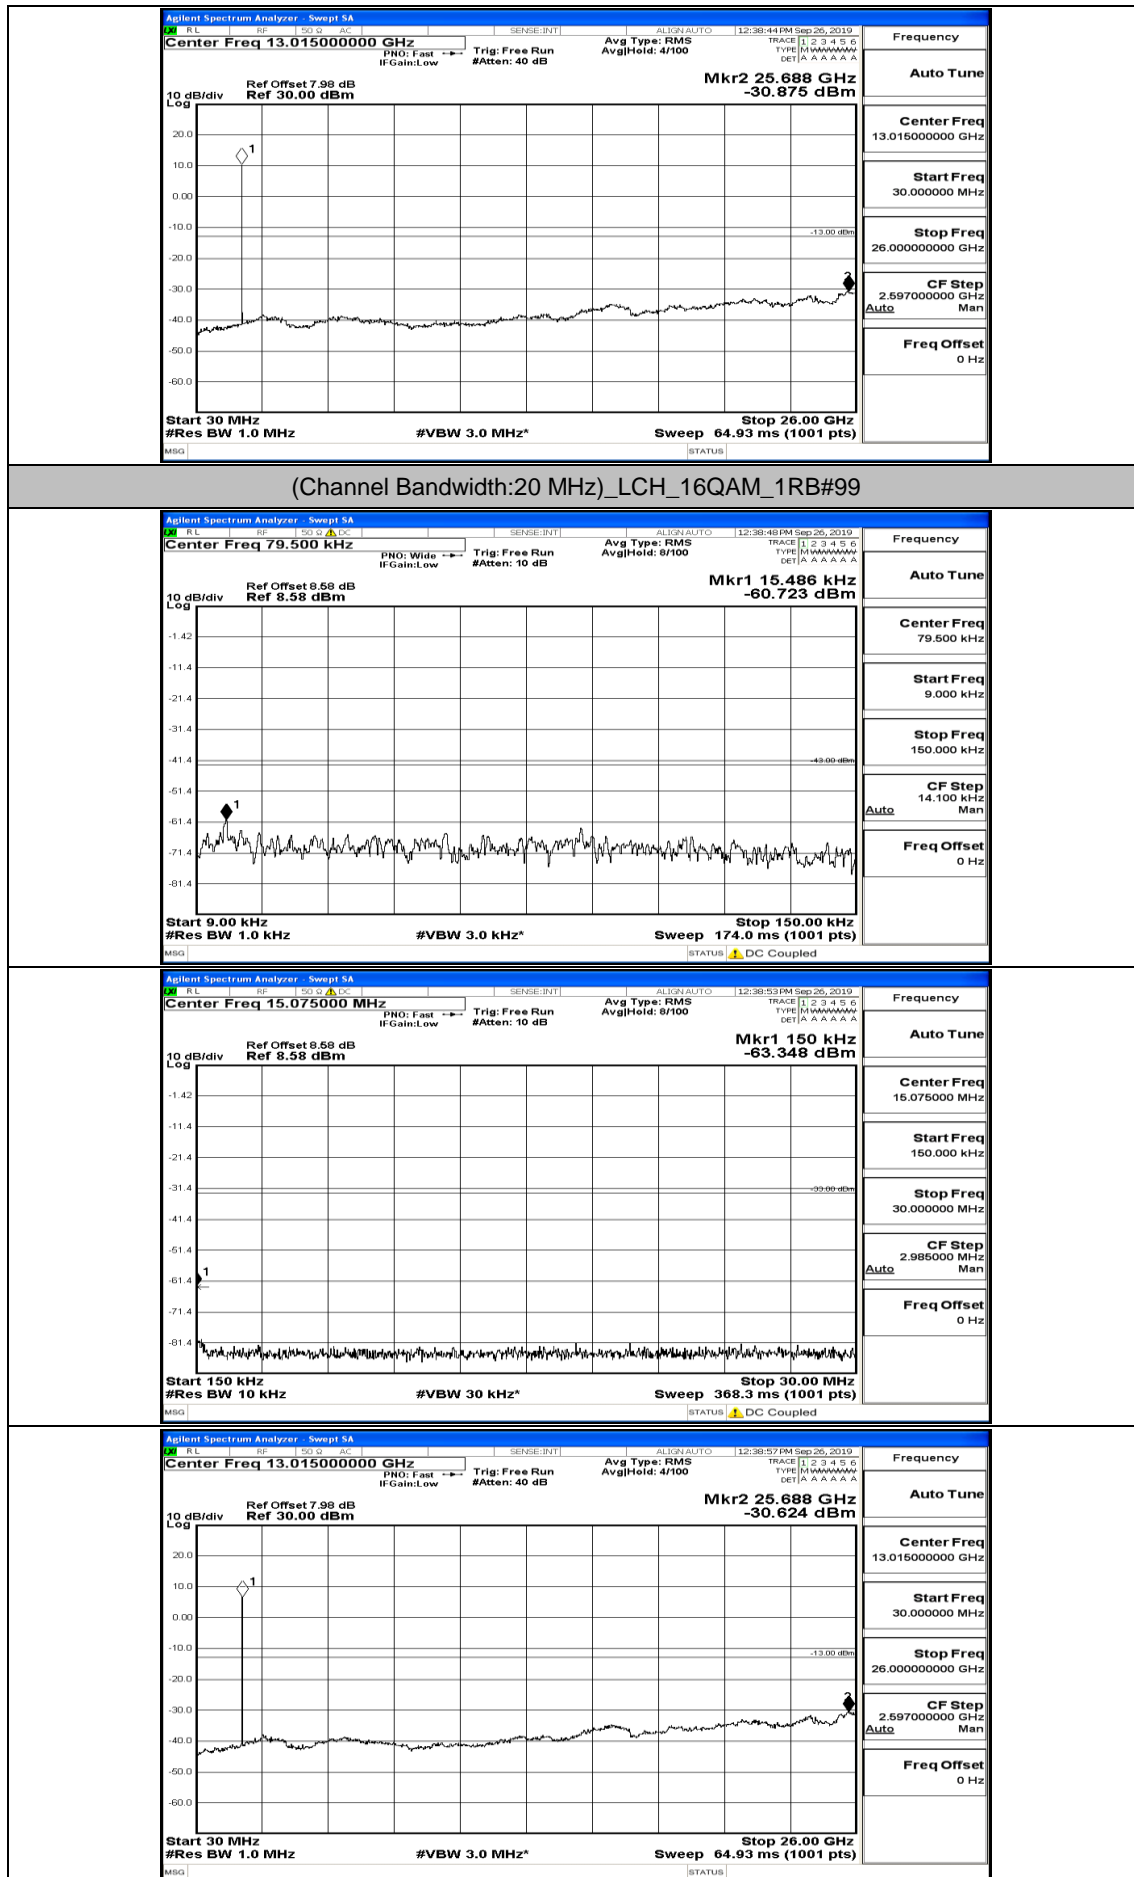 Agilent Spectrum Analyzer - Swept SA
LXI RL RF 50 Ω AC SENSE:INT ALIGN AUTO 12:38:44 PM Sep 26, 2019
Center Freq 13.015000000 GHz
PNO: Fast Trig: Free Run Avg Type: RMS TRACE 1 2 3 4 5 6
IFGain:Low #Atten: 40 dB Avg|Hold: 4/100 TYPE M
DET A A A A A A
Mkr2 25.688 GHz
-30.875 dBm
Ref Offset 7.98 dB
10 dB/div Ref 30.00 dBm
Log
20.0
10.0
0.00
-10.0
-20.0
-30.0
-40.0
-50.0
-60.0
1
2
-13.00 dBm
Start 30 MHz Stop 26.00 GHz
#Res BW 1.0 MHz #VBW 3.0 MHz* Sweep 64.93 ms (1001 pts)
MSG STATUS
Frequency
Auto Tune
Center Freq
13.015000000 GHz
Start Freq
30.000000 MHz
Stop Freq
26.000000000 GHz
CF Step
2.597000000 GHz
Auto Man
Freq Offset
0 Hz
(Channel Bandwidth:20 MHz)_LCH_16QAM_1RB#99
Agilent Spectrum Analyzer - Swept SA
LXI RL RF 50 Ω DC SENSE:INT ALIGN AUTO 12:38:48 PM Sep 26, 2019
Center Freq 79.500 kHz
PNO: Wide Trig: Free Run Avg Type: RMS TRACE 1 2 3 4 5 6
IFGain:Low #Atten: 10 dB Avg|Hold: 8/100 TYPE M
DET A A A A A A
Mkr1 15.486 kHz
-60.723 dBm
Ref Offset 8.58 dB
10 dB/div Ref 8.58 dBm
Log
-1.42
-11.4
-21.4
-31.4
-41.4
-51.4
-61.4
-71.4
-81.4
1
-43.00 dBm
Start 9.00 kHz Stop 150.00 kHz
#Res BW 1.0 kHz #VBW 3.0 kHz* Sweep 174.0 ms (1001 pts)
MSG STATUS DC Coupled
Frequency
Auto Tune
Center Freq
79.500 kHz
Start Freq
9.000 kHz
Stop Freq
150.000 kHz
CF Step
14.100 kHz
Auto Man
Freq Offset
0 Hz
Agilent Spectrum Analyzer - Swept SA
LXI RL RF 50 Ω DC SENSE:INT ALIGN AUTO 12:38:53 PM Sep 26, 2019
Center Freq 15.075000 MHz
PNO: Fast Trig: Free Run Avg Type: RMS TRACE 1 2 3 4 5 6
IFGain:Low #Atten: 10 dB Avg|Hold: 8/100 TYPE M
DET A A A A A A
Mkr1 150 kHz
-63.348 dBm
Ref Offset 8.58 dB
10 dB/div Ref 8.58 dBm
Log
-1.42
-11.4
-21.4
-31.4
-41.4
-51.4
-61.4
-71.4
-81.4
1
-33.00 dBm
Start 150 kHz Stop 30.00 MHz
#Res BW 10 kHz #VBW 30 kHz* Sweep 368.3 ms (1001 pts)
MSG STATUS DC Coupled
Frequency
Auto Tune
Center Freq
15.075000 MHz
Start Freq
150.000 kHz
Stop Freq
30.000000 MHz
CF Step
2.985000 MHz
Auto Man
Freq Offset
0 Hz
Agilent Spectrum Analyzer - Swept SA
LXI RL RF 50 Ω AC SENSE:INT ALIGN AUTO 12:38:57 PM Sep 26, 2019
Center Freq 13.015000000 GHz
PNO: Fast Trig: Free Run Avg Type: RMS TRACE 1 2 3 4 5 6
IFGain:Low #Atten: 40 dB Avg|Hold: 4/100 TYPE M
DET A A A A A A
Mkr2 25.688 GHz
-30.624 dBm
Ref Offset 7.98 dB
10 dB/div Ref 30.00 dBm
Log
20.0
10.0
0.00
-10.0
-20.0
-30.0
-40.0
-50.0
-60.0
1
2
-13.00 dBm
Start 30 MHz Stop 26.00 GHz
#Res BW 1.0 MHz #VBW 3.0 MHz* Sweep 64.93 ms (1001 pts)
MSG STATUS
Frequency
Auto Tune
Center Freq
13.015000000 GHz
Start Freq
30.000000 MHz
Stop Freq
26.000000000 GHz
CF Step
2.597000000 GHz
Auto Man
Freq Offset
0 Hz